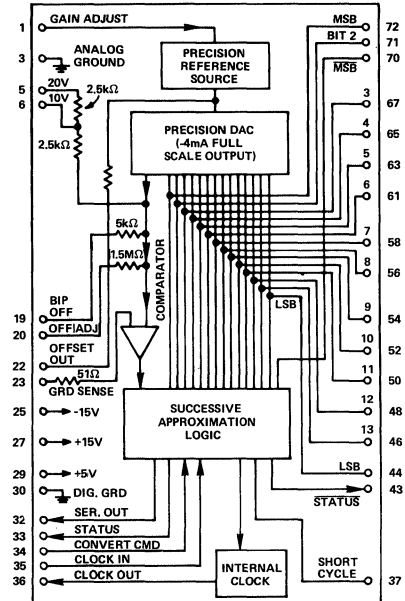 1 GAIN ADJUST
3 ANALOG
GROUND
5 20V
6 10V
2.5kΩ
2.5kΩ
PRECISION
REFERENCE
SOURCE
PRECISION DAC
(-4mA FULL
SCALE OUTPUT)
5kΩ
1.5MΩ
COMPARATOR
19 BIP
OFF
20 OFF/ADJ
OFFSET
22 OUT
23 51Ω
GRD SENSE
25 -15V
27 +15V
29 +5V
30 DIG. GRD
SUCCESSIVE
APPROXIMATION
LOGIC
LSB
32 SER. OUT
33 STATUS
34 CONVERT CMD
35 CLOCK IN
36 CLOCK OUT
INTERNAL
CLOCK
MSB 72
BIT 2 71
MSB 70
3 67
4 65
5 63
6 61
7 58
8 56
9 54
10 52
11 50
12 48
13 46
LSB 44
43
STATUS
SHORT
CYCLE 37